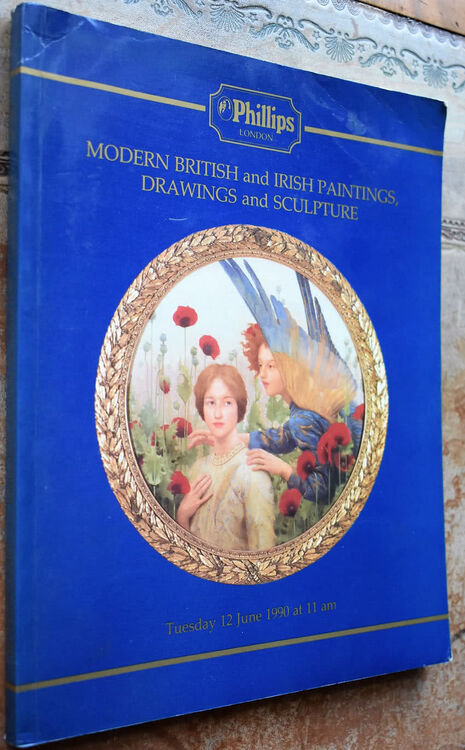 Phillips
LONDON
MODERN BRITISH and IRISH PAINTINGS,
DRAWINGS and SCULPTURE
Tuesday 12 June 1990 at 11 am